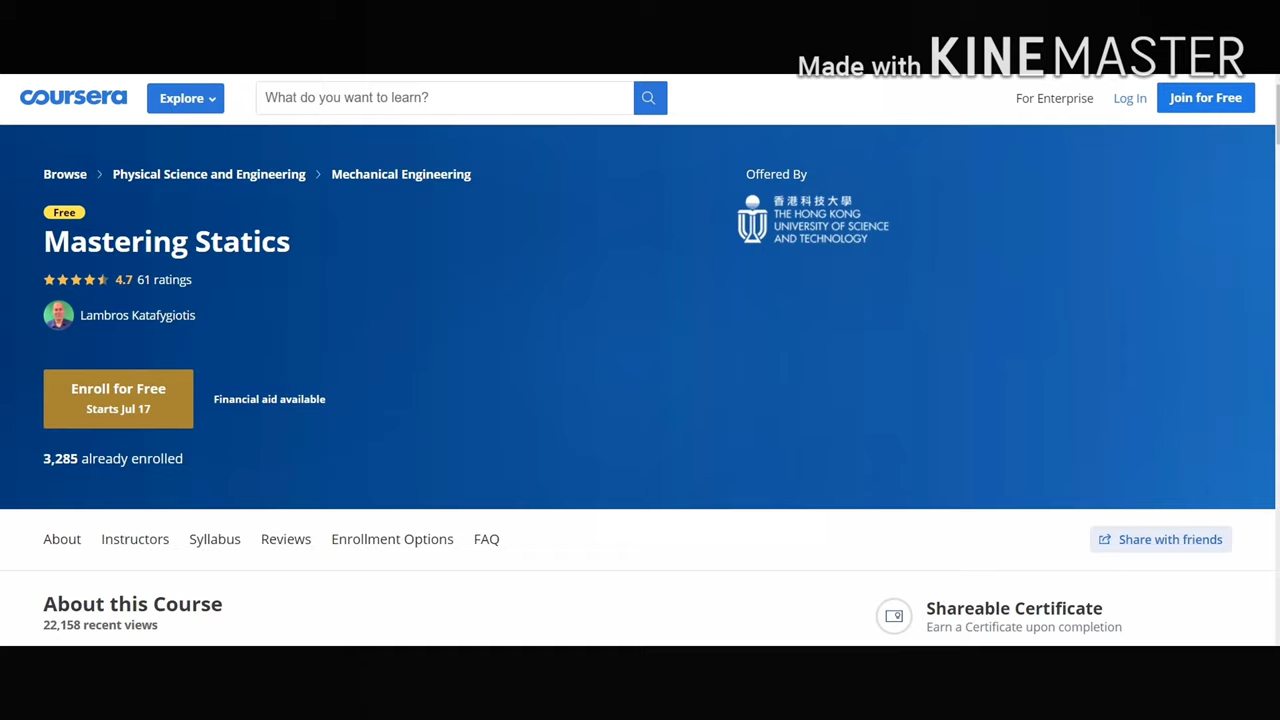 Made with KINEMASTER
coursera
Explore
What do you want to learn?
For Enterprise
Log In
Join for Free
Browse > Physical Science and Engineering > Mechanical Engineering
Offered By
香港科技大學
THE HONG KONG
UNIVERSITY OF SCIENCE
AND TECHNOLOGY
Free
Mastering Statics
4.7 61 ratings
Lambros Katafygiotis
Enroll for Free
Starts Jul 17
Financial aid available
3,285 already enrolled
About
Instructors
Syllabus
Reviews
Enrollment Options
FAQ
Share with friends
About this Course
22,158 recent views
Shareable Certificate
Earn a Certificate upon completion